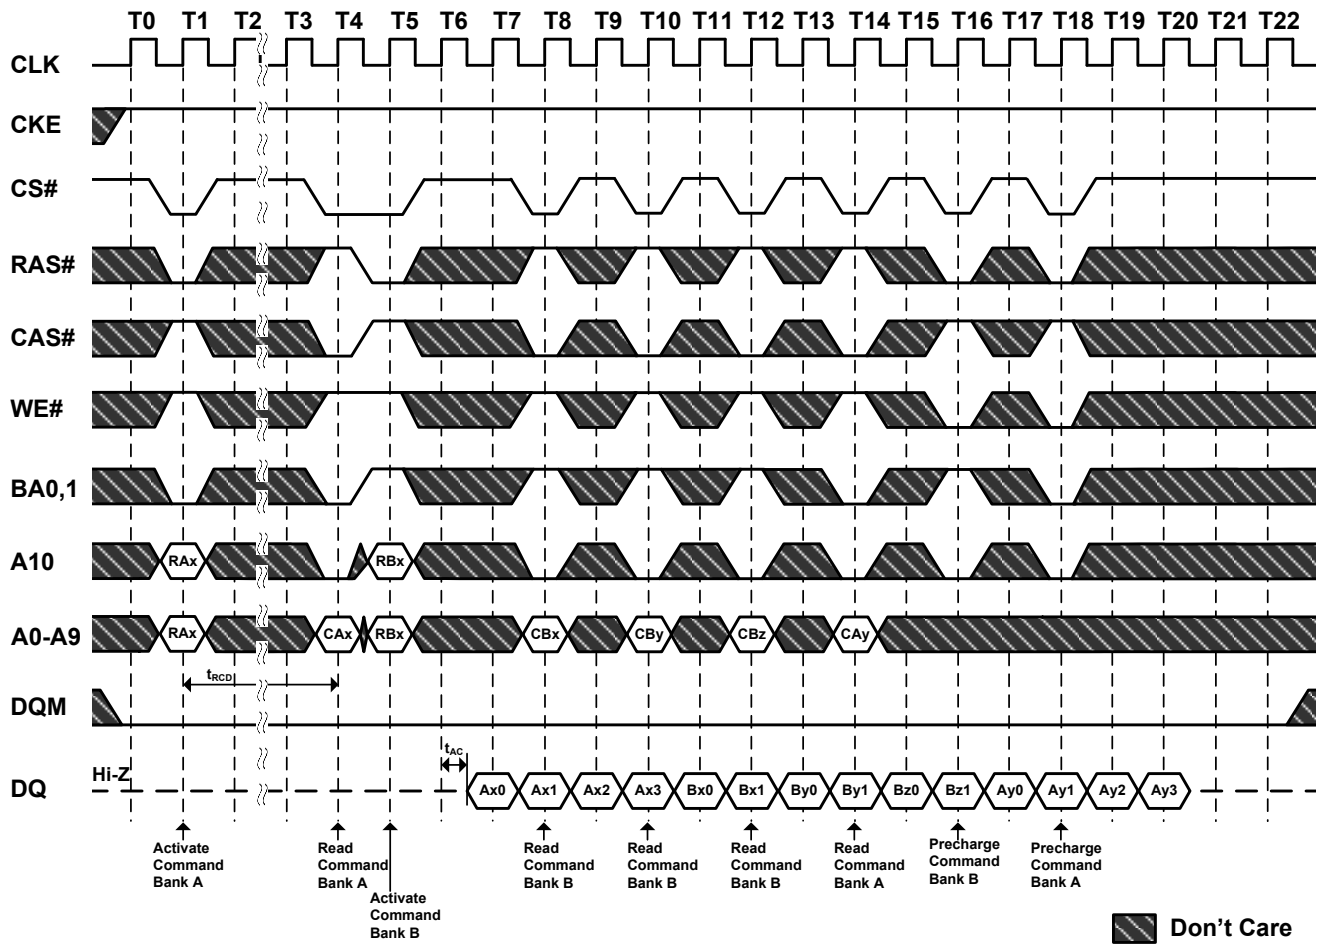 T0 T1 T2 T3 T4 T5 T6 T7 T8 T9 T10 T11 T12 T13 T14 T15 T16 T17 T18 T19 T20 T21 T22
CLK
CKE
CS#
RAS#
CAS#
WE#
BA0,1
A10 RAx RBx
A0-A9 RAx CAx RBx CBx CBy CBz CAy
tRCD
DQM
tAC
Hi-Z
DQ Ax0 Ax1 Ax2 Ax3 Bx0 Bx1 By0 By1 Bz0 Bz1 Ay0 Ay1 Ay2 Ay3
Activate
Command
Bank A
Read
Command
Bank A
Activate
Command
Bank B
Read
Command
Bank B
Read
Command
Bank B
Read
Command
Bank B
Read
Command
Bank A
Precharge
Command
Bank B
Precharge
Command
Bank A
Don't Care